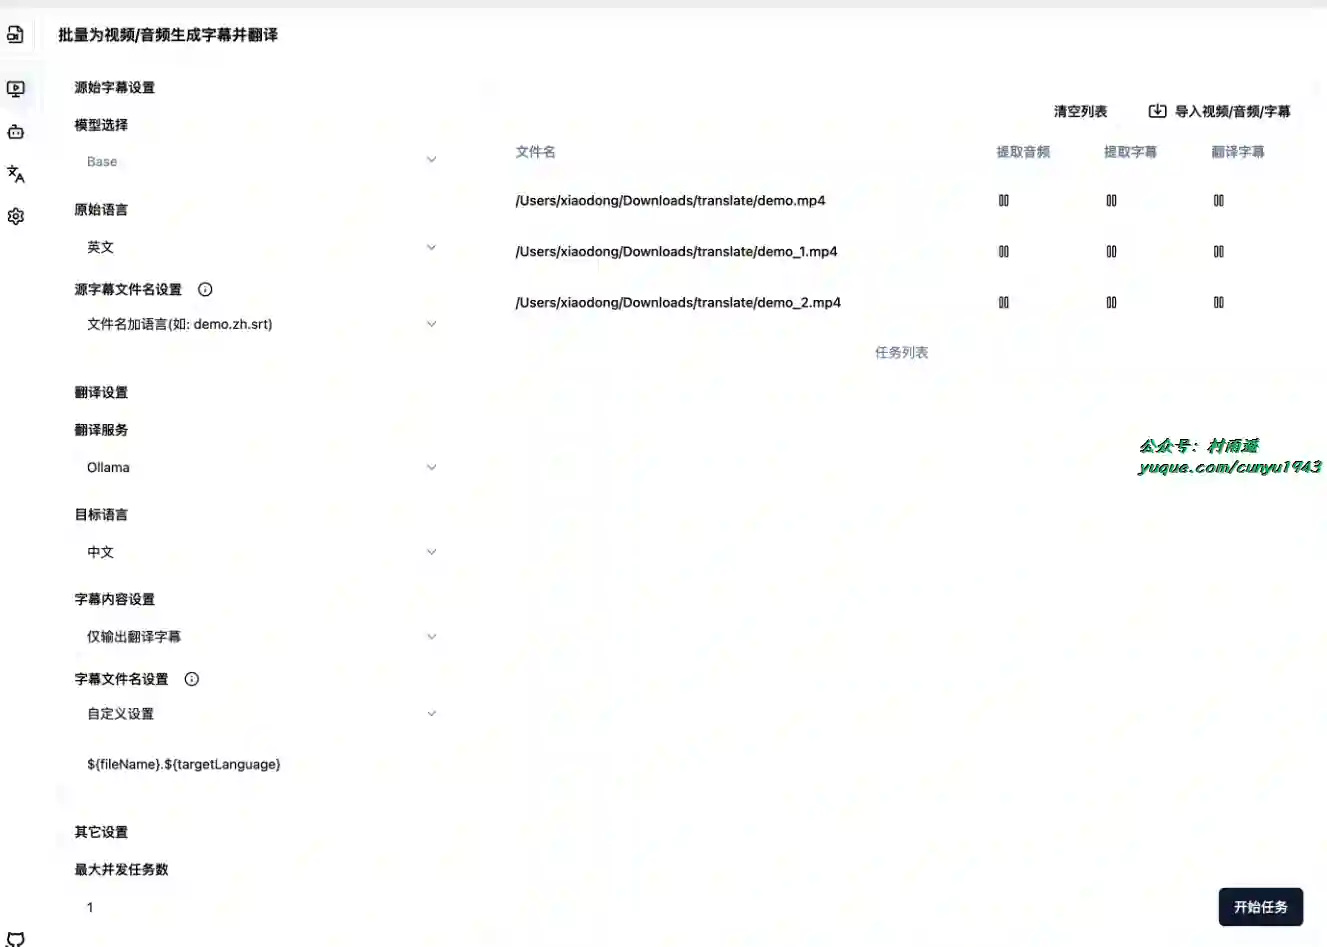 批量为视频/音频生成字幕并翻译
源始字幕设置
模型选择
Base
原始语言
英文
源字幕文件名设置
文件名加语言(如: demo.zh.srt)
翻译设置
翻译服务
Ollama
目标语言
中文
字幕内容设置
仅输出翻译字幕
字幕文件名设置
自定义设置
${fileName}.${targetLanguage}
其它设置
最大并发任务数
1
清空列表 导入视频/音频/字幕
文件名 提取音频 提取字幕 翻译字幕
/Users/xiaodong/Downloads/translate/demo.mp4
/Users/xiaodong/Downloads/translate/demo_1.mp4
/Users/xiaodong/Downloads/translate/demo_2.mp4
任务列表
公众号：村雨遥
yuque.com/cunyu1943
开始任务